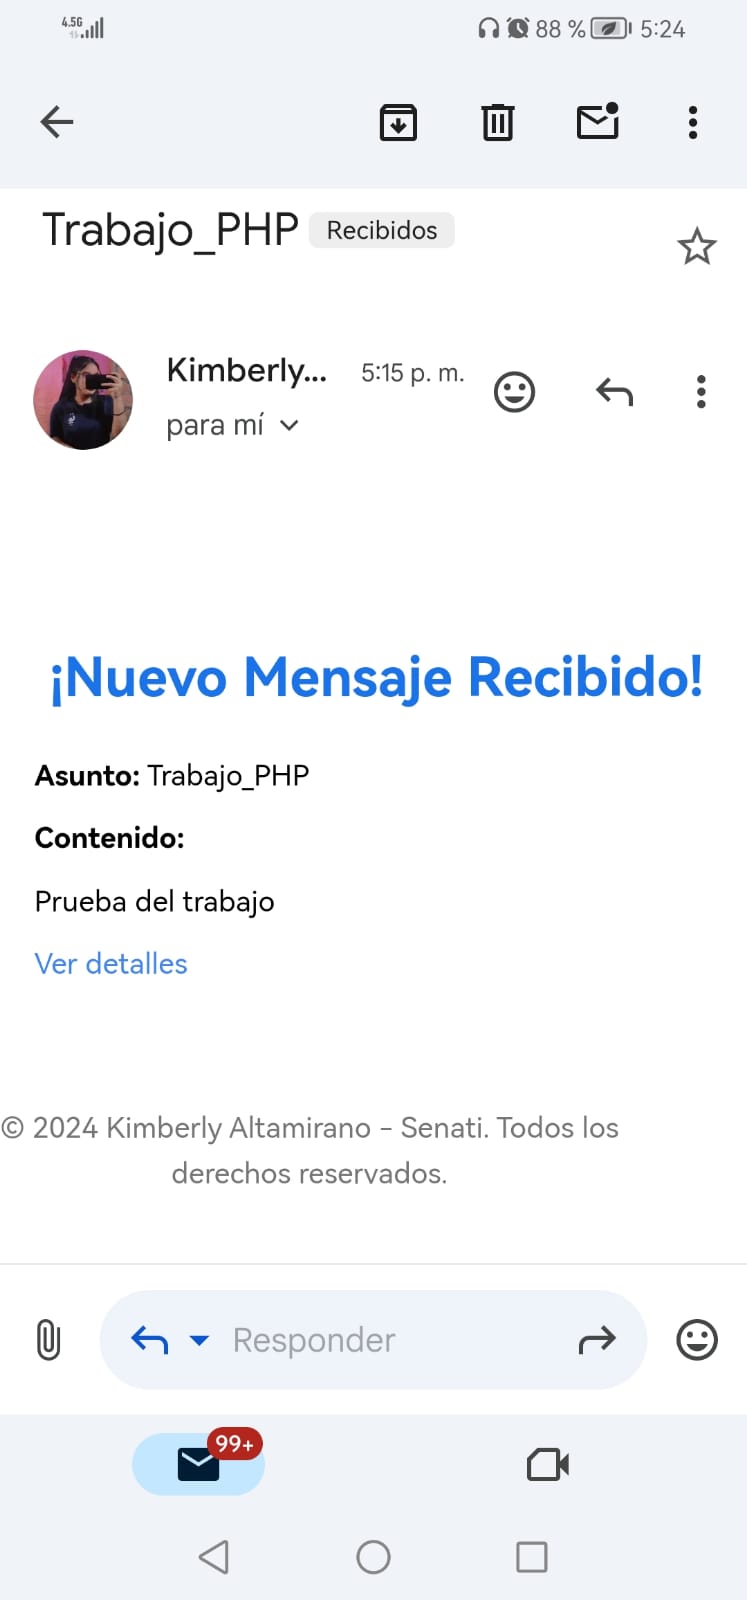 4.5G 88 % 5:24
Trabajo_PHP Recibidos
Kimberly... 5:15 p. m.
para mí
¡Nuevo Mensaje Recibido!
Asunto: Trabajo_PHP
Contenido:
Prueba del trabajo
Ver detalles
© 2024 Kimberly Altamirano - Senati. Todos los
derechos reservados.
Responder
99+